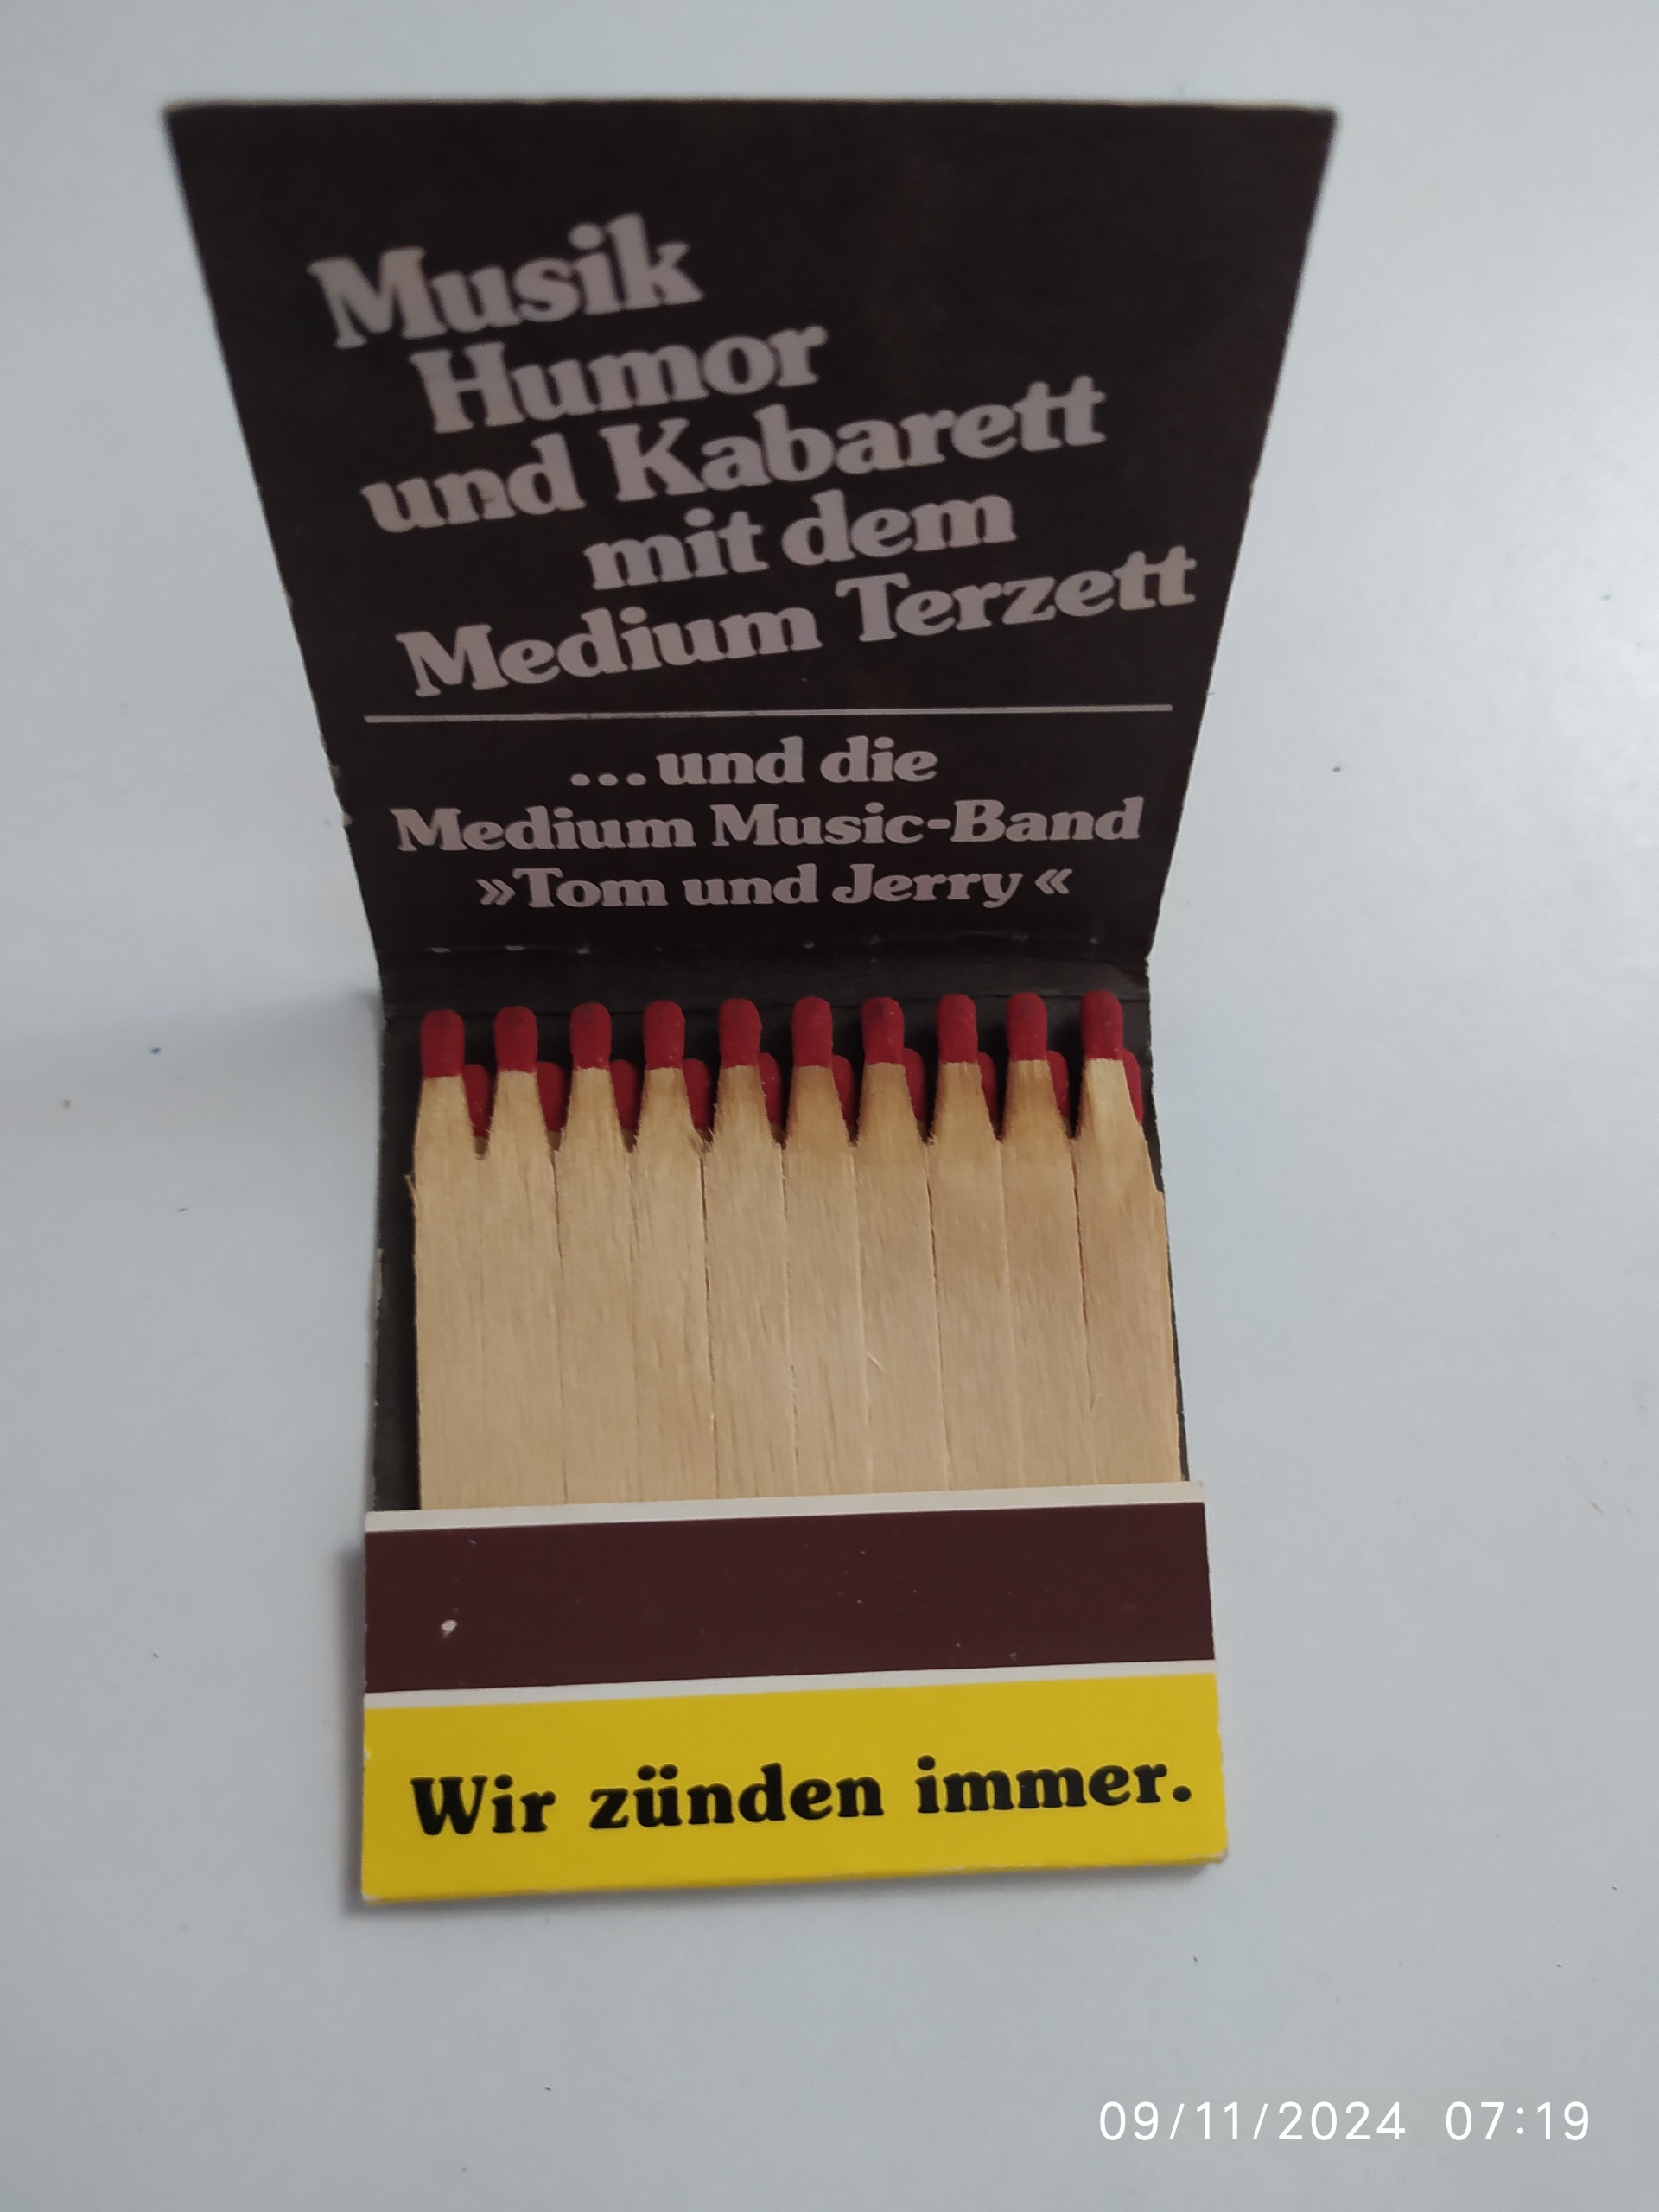 Musik
Humor
und Kabarett
mit dem
Medium Terzett
...und die
Medium Music-Band
»Tom und Jerry«
Wir zünden immer.
09/11/2024 07:19